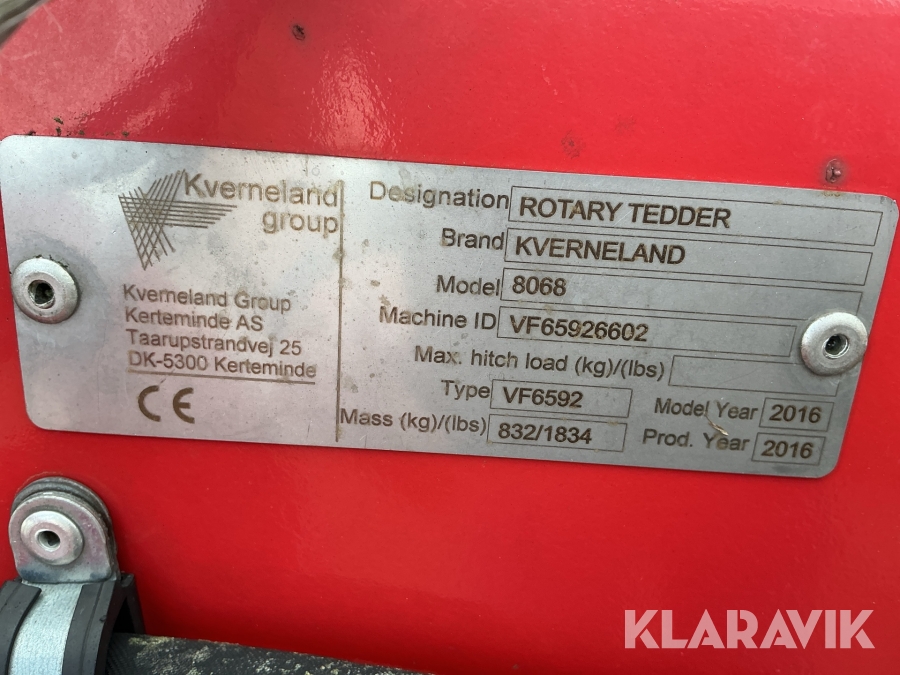 Kverneland
group
Kverneland Group
Kerteminde AS
Taarupstrandvej 25
DK-5300 Kerteminde
CE
Designation ROTARY TEDDER
Brand KVERNELAND
Model 8068
Machine ID VF65926602
Max. hitch load (kg)/(lbs)
Type VF6592
Model Year 2016
Mass (kg)/(lbs) 832/1834
Prod. Year 2016
KLARAVIK